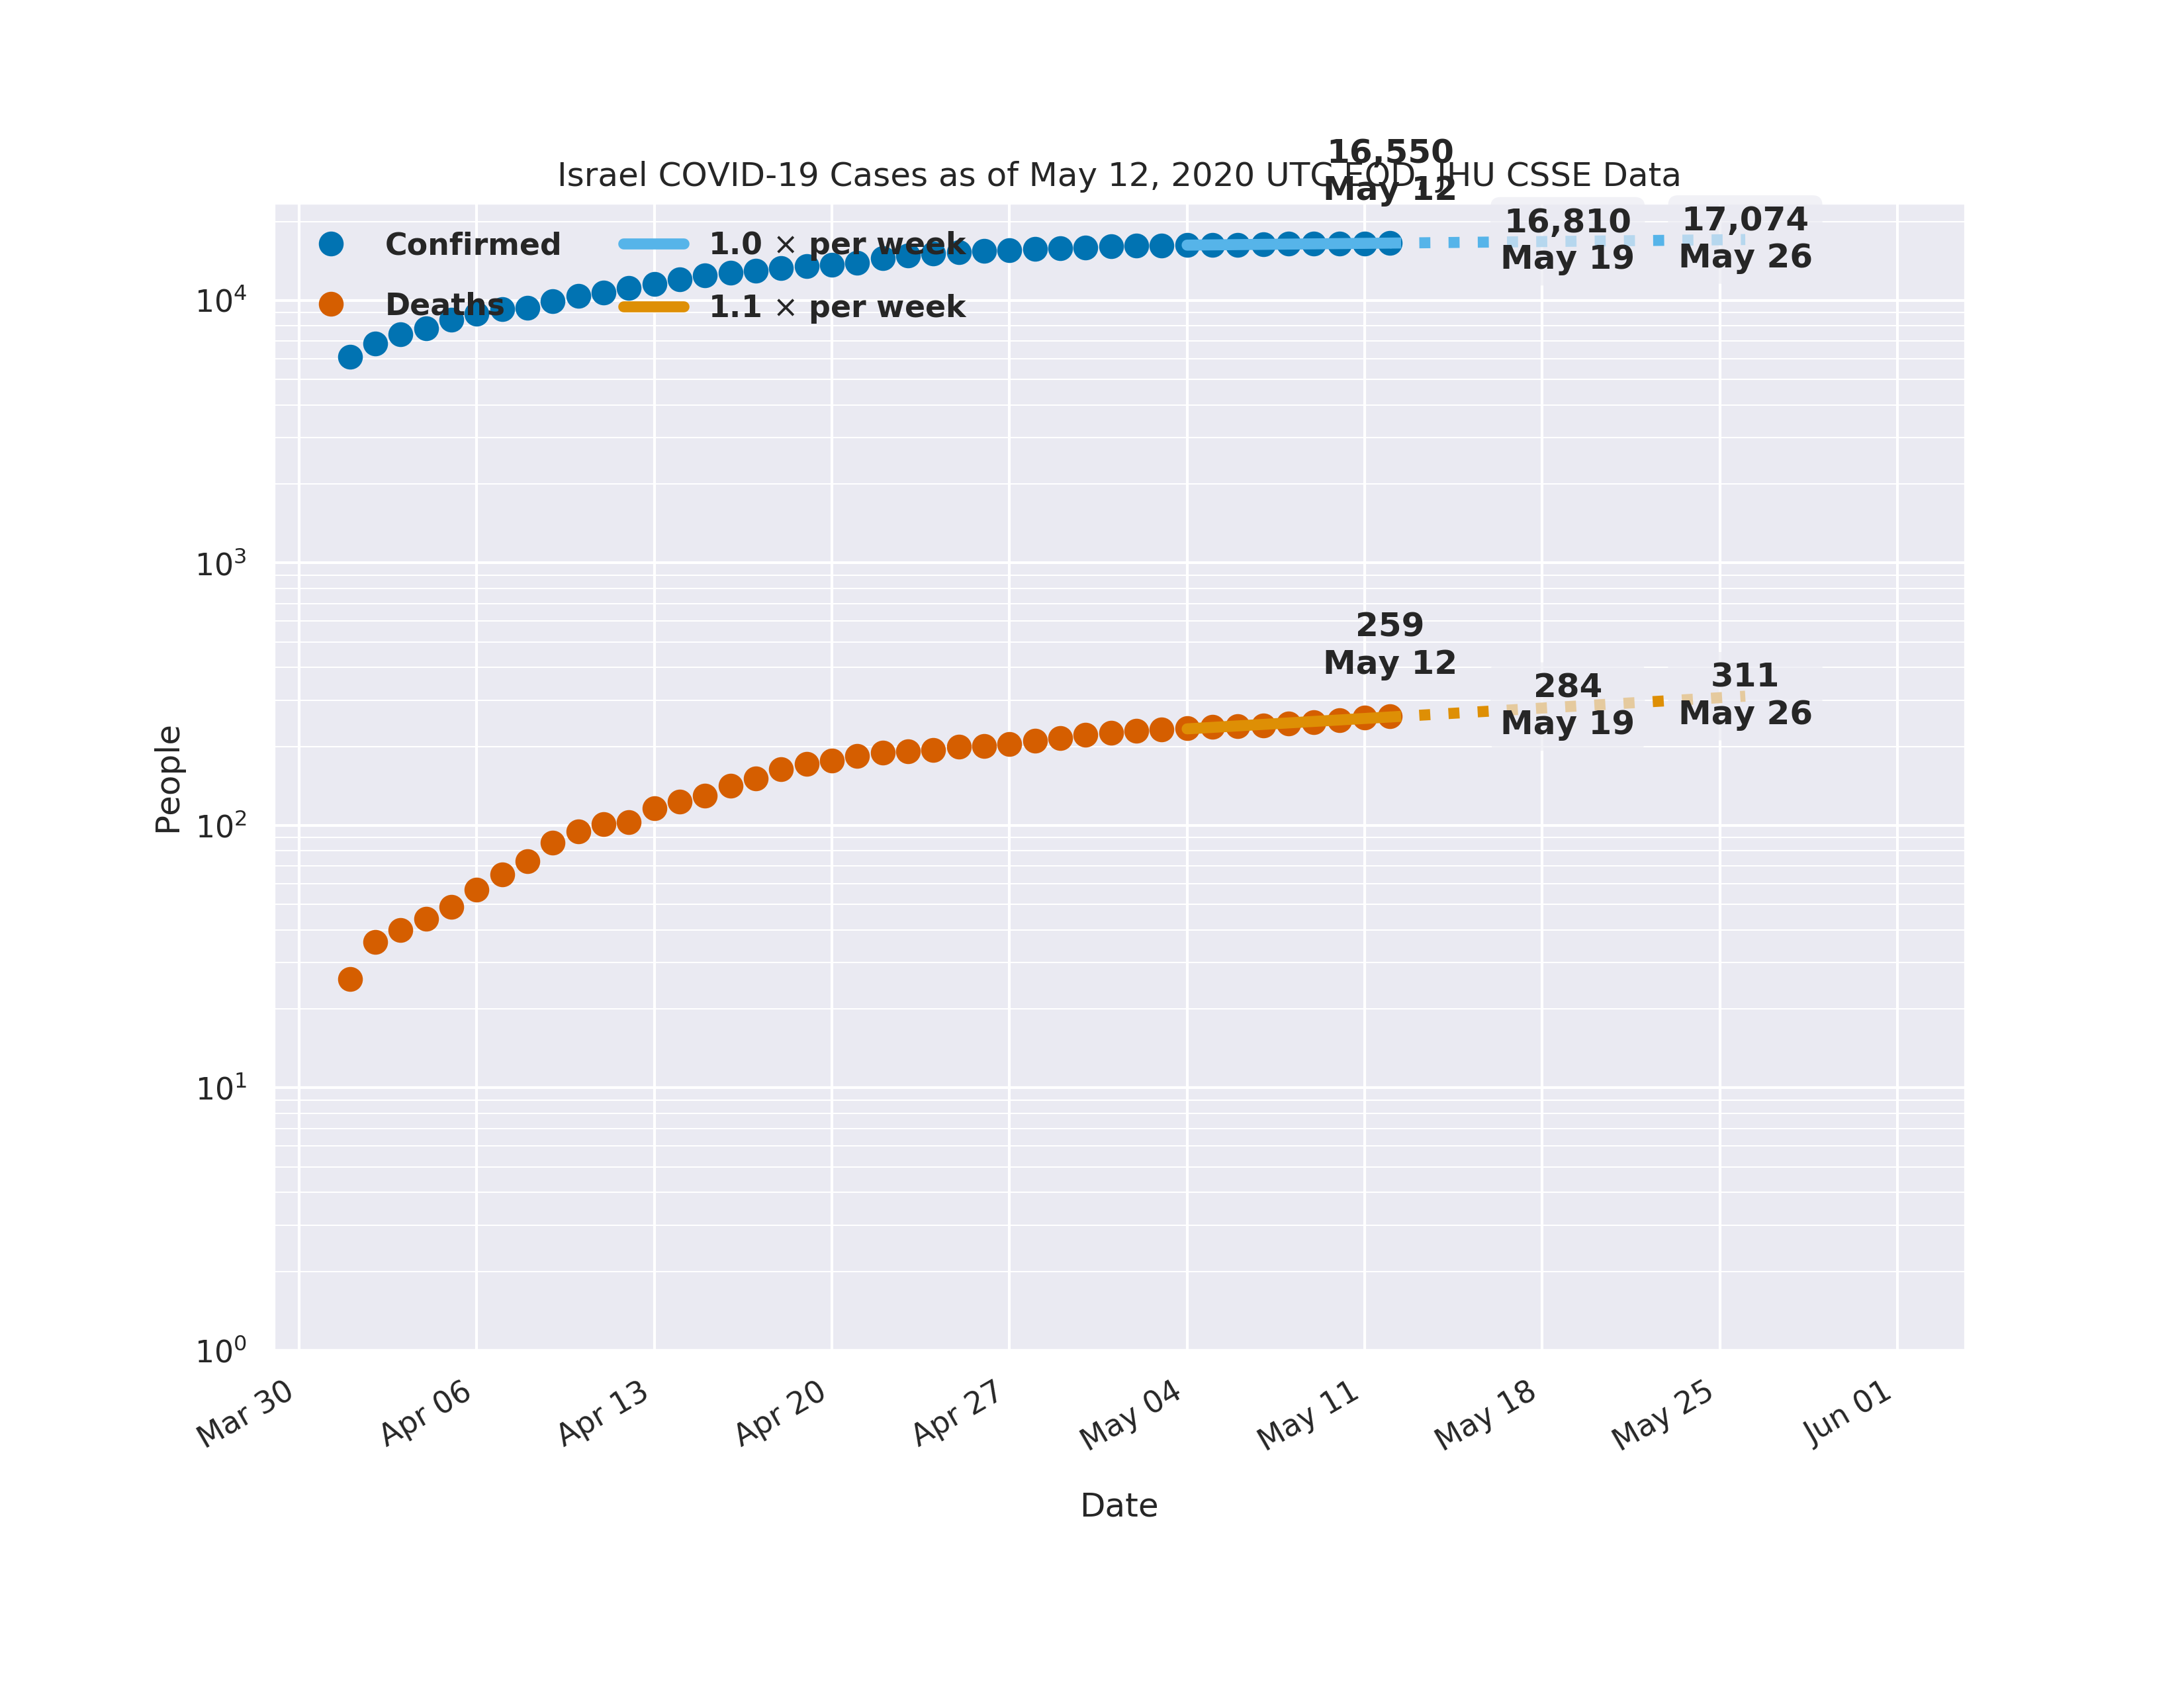 16,550
May 12
Israel COVID-19 Cases as of May 12, 2020 UTC EOD, JHU CSSE Data
16,810
May 19
17,074
May 26
Confirmed
Deaths
1.0 × per week
1.1 × per week
259
May 12
284
May 19
311
May 26
People
10⁴
10³
10²
10¹
10⁰
Mar 30
Apr 06
Apr 13
Apr 20
Apr 27
May 04
May 11
May 18
May 25
Jun 01
Date